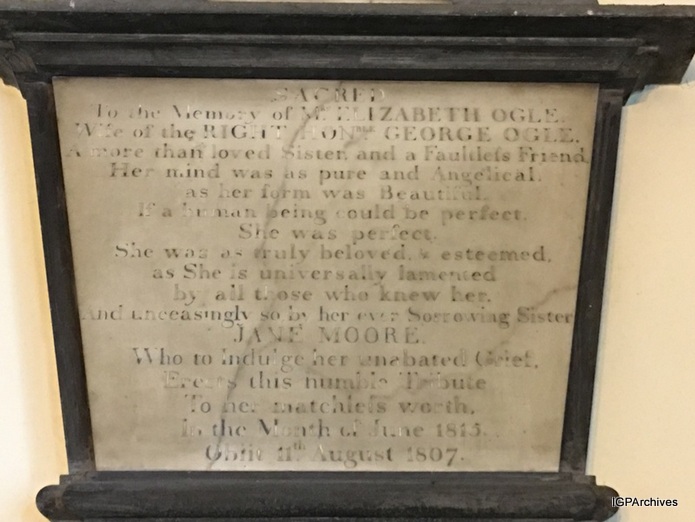 SACRED
To the Memory of Mrs ELIZABETH OGLE.
Wife of the RIGHT HONble GEORGE OGLE.
A more than loved Sister, and a Faultleſs Friend
Her mind was as pure and Angelical.
as her form was Beautiful.
If a human being could be perfect.
She was perfect.
She was as truly beloved, & esteemed,
as She is universally lamented
by all those who knew her,
And unceasingly so by her ever Sorrowing Sister
JANE MOORE.
Who to Indulge her unabated Grief,
Erects this humble Tribute
To her matchleſs worth,
In the Month of June 1815.
Obiit 11th August 1807.
IGPArchives